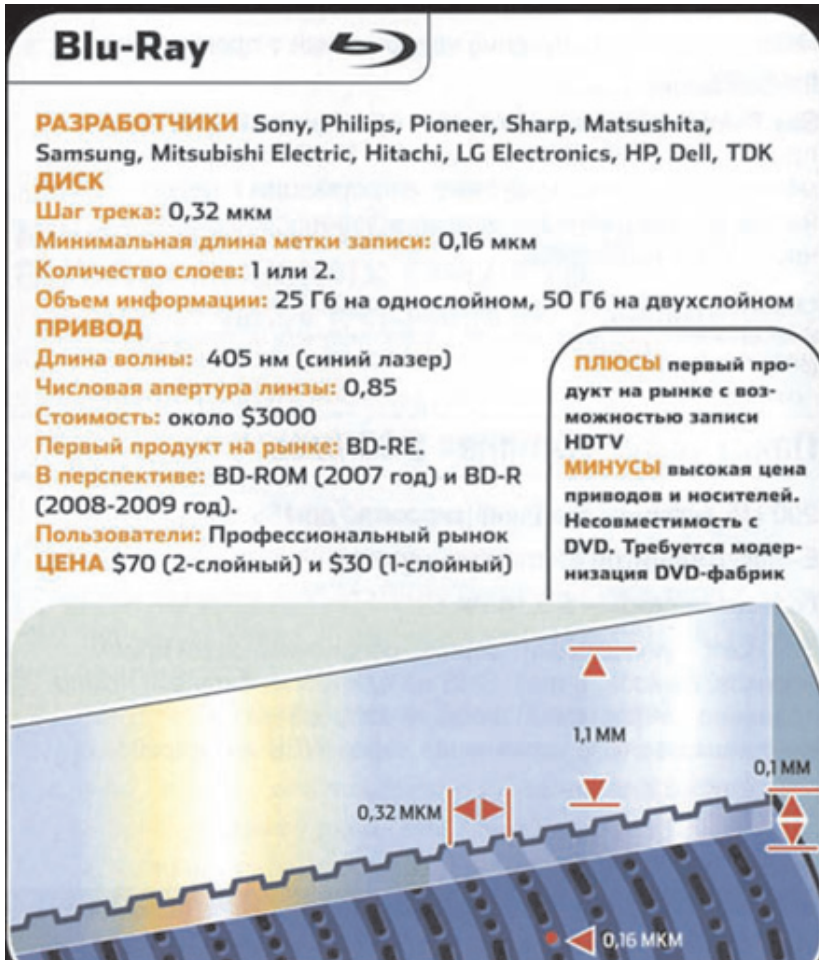 Blu-Ray
РАЗРАБОТЧИКИ Sony, Philips, Pioneer, Sharp, Matsushita,
Samsung, Mitsubishi Electric, Hitachi, LG Electronics, HP, Dell, TDK
ДИСК
Шаг трека: 0,32 мкм
Минимальная длина метки записи: 0,16 мкм
Количество слоев: 1 или 2.
Объем информации: 25 Гб на однослойном, 50 Гб на двухслойном
ПРИВОД
Длина волны: 405 нм (синий лазер)
Числовая апертура линзы: 0,85
Стоимость: около $3000
Первый продукт на рынке: BD-RE.
В перспективе: BD-ROM (2007 год) и BD-R
(2008-2009 год).
Пользователи: Профессиональный рынок
ЦЕНА $70 (2-слойный) и $30 (1-слойный)
ПЛЮСЫ первый про-
дукт на рынке с воз-
можностью записи
HDTV
МИНУСЫ высокая цена
приводов и носителей.
Несовместимость с
DVD. Требуется модер-
низация DVD-фабрик
1,1 ММ
0,1 ММ
0,32 МКМ
0,16 МКМ